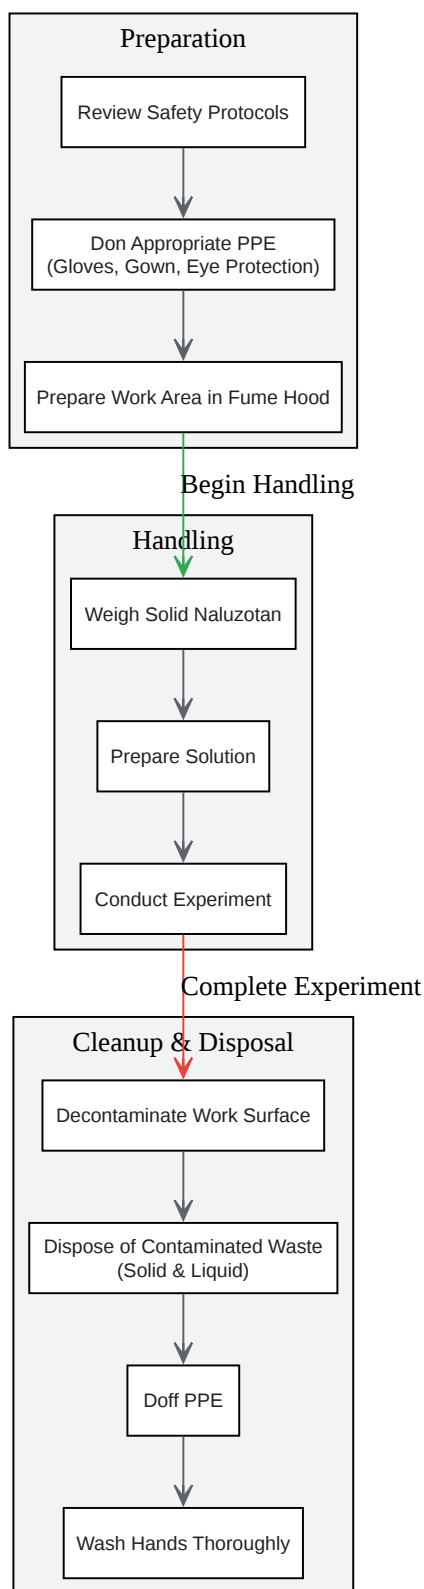 Preparation
Review Safety Protocols
Don Appropriate PPE
(Gloves, Gown, Eye Protection)
Prepare Work Area in Fume Hood
Begin Handling
Handling
Weigh Solid Naluzotan
Prepare Solution
Conduct Experiment
Complete Experiment
Cleanup & Disposal
Decontaminate Work Surface
Dispose of Contaminated Waste
(Solid & Liquid)
Doff PPE
Wash Hands Thoroughly